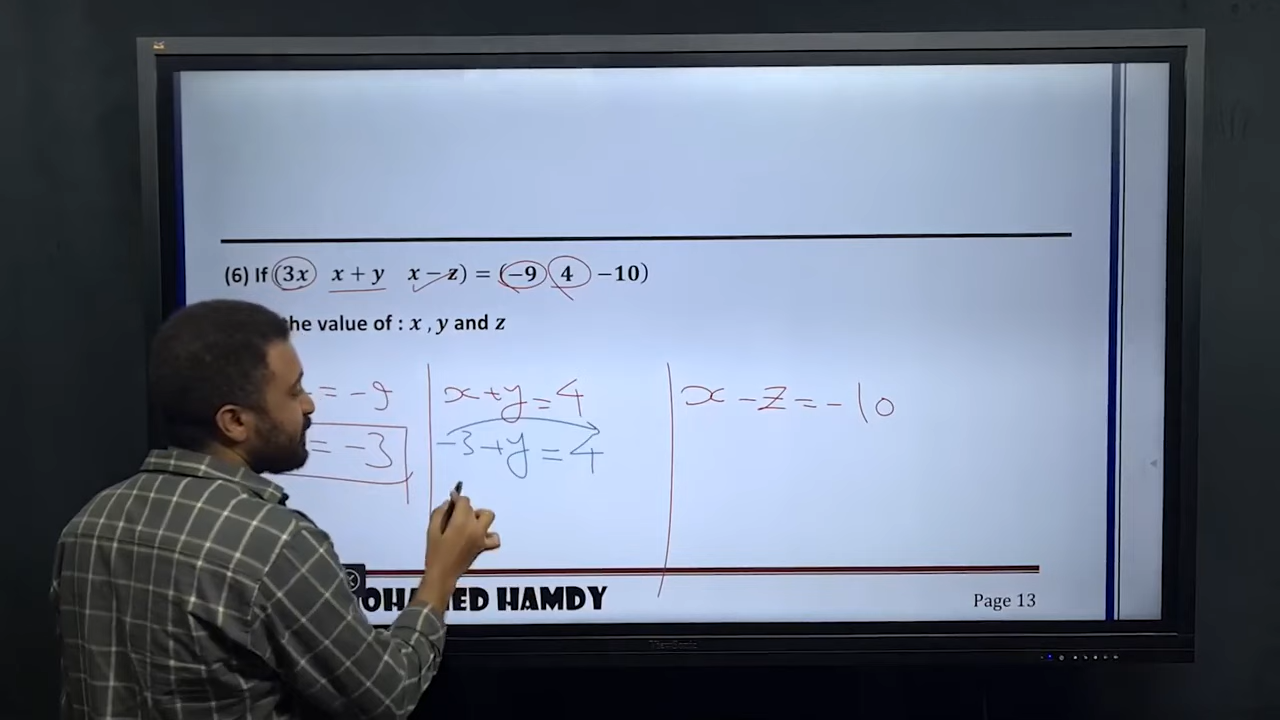 (6) If (3x x + y x − z) = (−9 4 −10)
the value of : x , y and z
= -9
x + y = 4
x - z = -10
= -3
-3 + y = 4
HAMDY
Page 13
ViewSonic